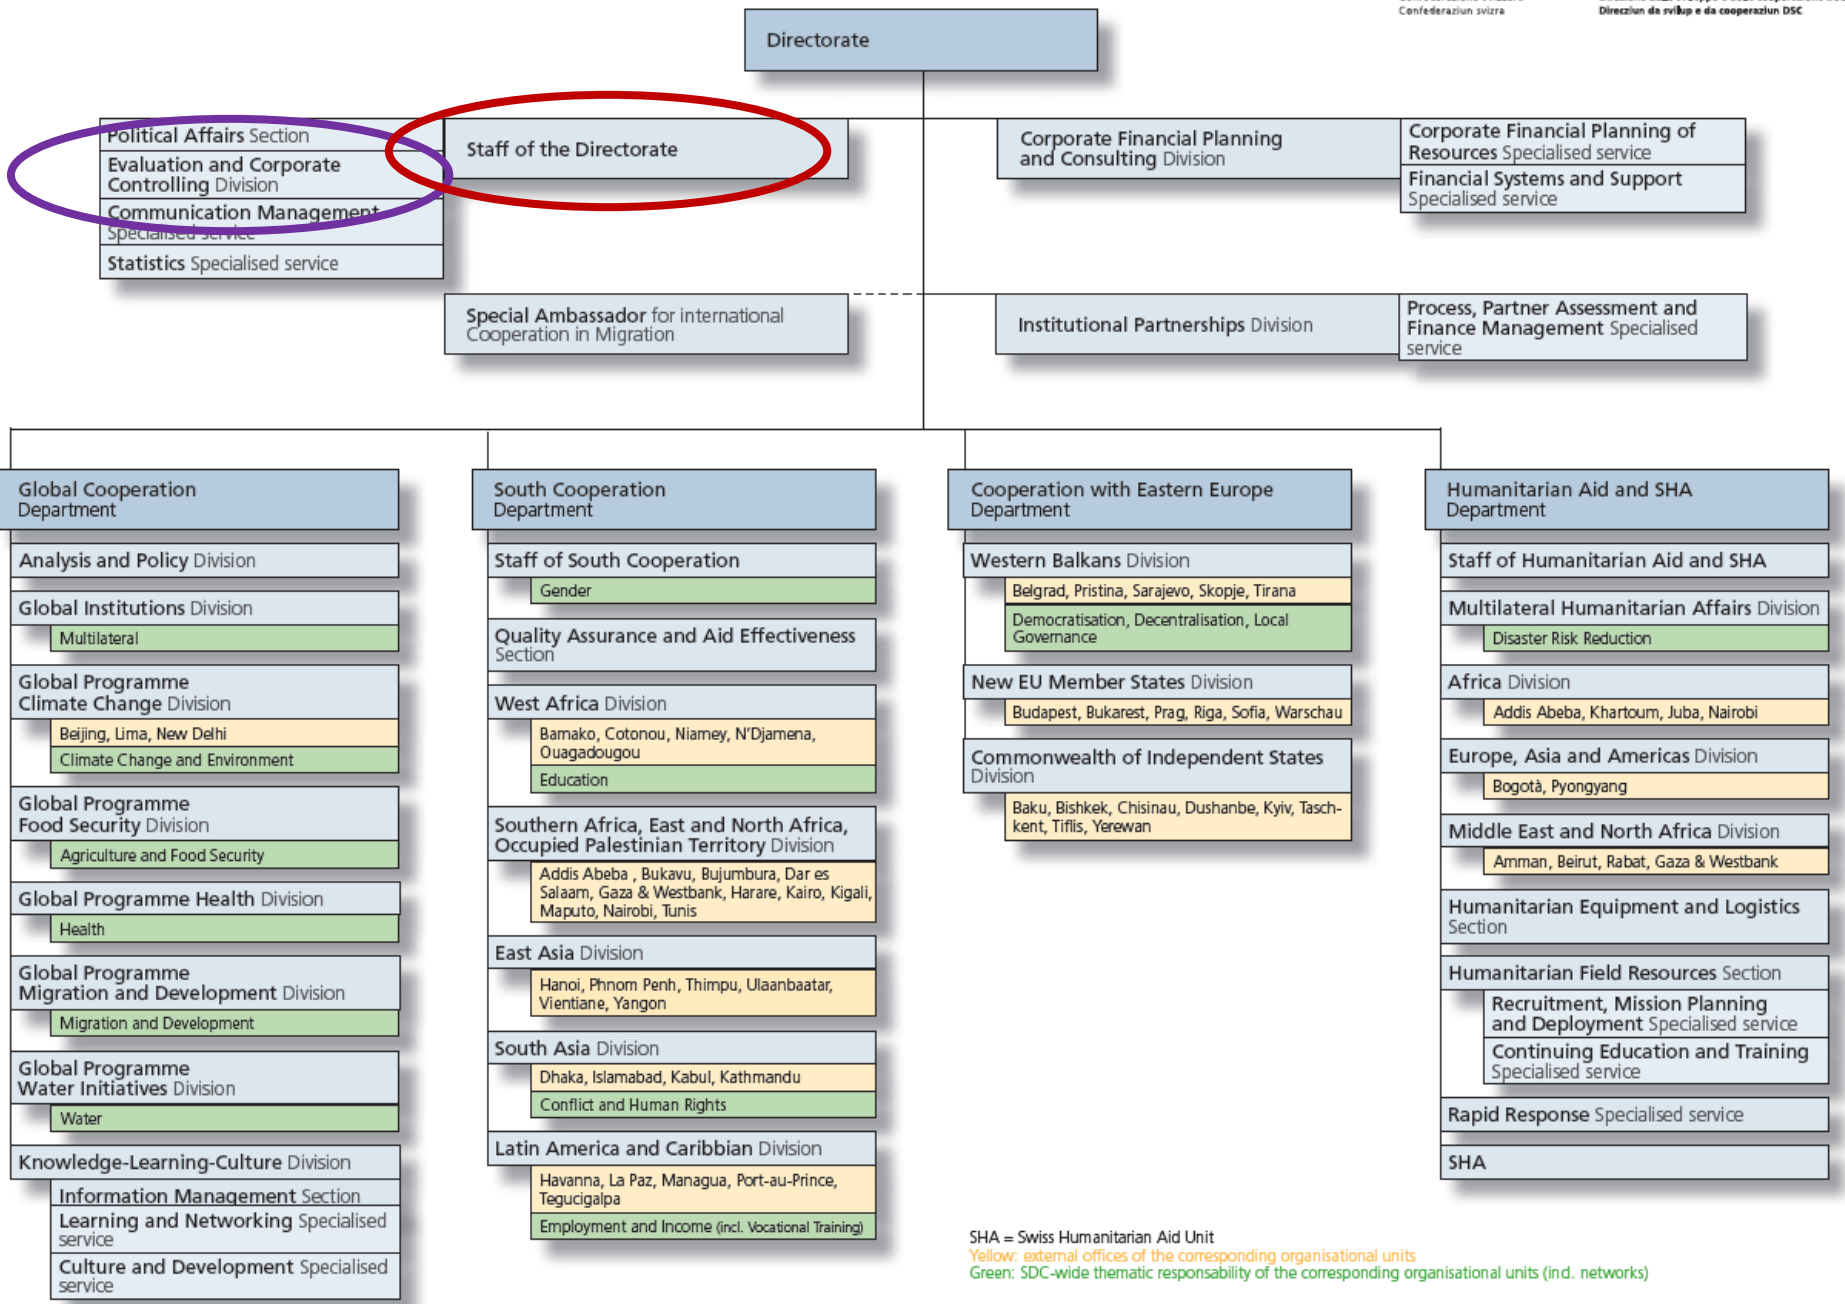 Confederaziun svizra
Direcziun da svilup e da cooperaziun DSC
Directorate
Political Affairs Section
Evaluation and Corporate
Controlling Division
Communication Management
Specialised service
Statistics Specialised service
Staff of the Directorate
Corporate Financial Planning
and Consulting Division
Corporate Financial Planning of
Resources Specialised service
Financial Systems and Support
Specialised service
Special Ambassador for international
Cooperation in Migration
Institutional Partnerships Division
Process, Partner Assessment and
Finance Management Specialised
service
Global Cooperation
Department
Analysis and Policy Division
Global Institutions Division
Multilateral
Global Programme
Climate Change Division
Beijing, Lima, New Delhi
Climate Change and Environment
Global Programme
Food Security Division
Agriculture and Food Security
Global Programme Health Division
Health
Global Programme
Migration and Development Division
Migration and Development
Global Programme
Water Initiatives Division
Water
Knowledge-Learning-Culture Division
Information Management Section
Learning and Networking Specialised
service
Culture and Development Specialised
service
South Cooperation
Department
Staff of South Cooperation
Gender
Quality Assurance and Aid Effectiveness
Section
West Africa Division
Bamako, Cotonou, Niamey, N'Djamena,
Ouagadougou
Education
Southern Africa, East and North Africa,
Occupied Palestinian Territory Division
Addis Abeba , Bukavu, Bujumbura, Dar es
Salaam, Gaza & Westbank, Harare, Kairo, Kigali,
Maputo, Nairobi, Tunis
East Asia Division
Hanoi, Phnom Penh, Thimpu, Ulaanbaatar,
Vientiane, Yangon
South Asia Division
Dhaka, Islamabad, Kabul, Kathmandu
Conflict and Human Rights
Latin America and Caribbian Division
Havanna, La Paz, Managua, Port-au-Prince,
Tegucigalpa
Employment and Income (incl. Vocational Training)
Cooperation with Eastern Europe
Department
Western Balkans Division
Belgrad, Pristina, Sarajevo, Skopje, Tirana
Democratisation, Decentralisation, Local
Governance
New EU Member States Division
Budapest, Bukarest, Prag, Riga, Sofia, Warschau
Commonwealth of Independent States
Division
Baku, Bishkek, Chisinau, Dushanbe, Kyiv, Tasch-
kent, Tiflis, Yerewan
Humanitarian Aid and SHA
Department
Staff of Humanitarian Aid and SHA
Multilateral Humanitarian Affairs Division
Disaster Risk Reduction
Africa Division
Addis Abeba, Khartoum, Juba, Nairobi
Europe, Asia and Americas Division
Bogotà, Pyongyang
Middle East and North Africa Division
Amman, Beirut, Rabat, Gaza & Westbank
Humanitarian Equipment and Logistics
Section
Humanitarian Field Resources Section
Recruitment, Mission Planning
and Deployment Specialised service
Continuing Education and Training
Specialised service
Rapid Response Specialised service
SHA
SHA = Swiss Humanitarian Aid Unit
Yellow: external offices of the corresponding organisational units
Green: SDC-wide thematic responsability of the corresponding organisational units (incl. networks)